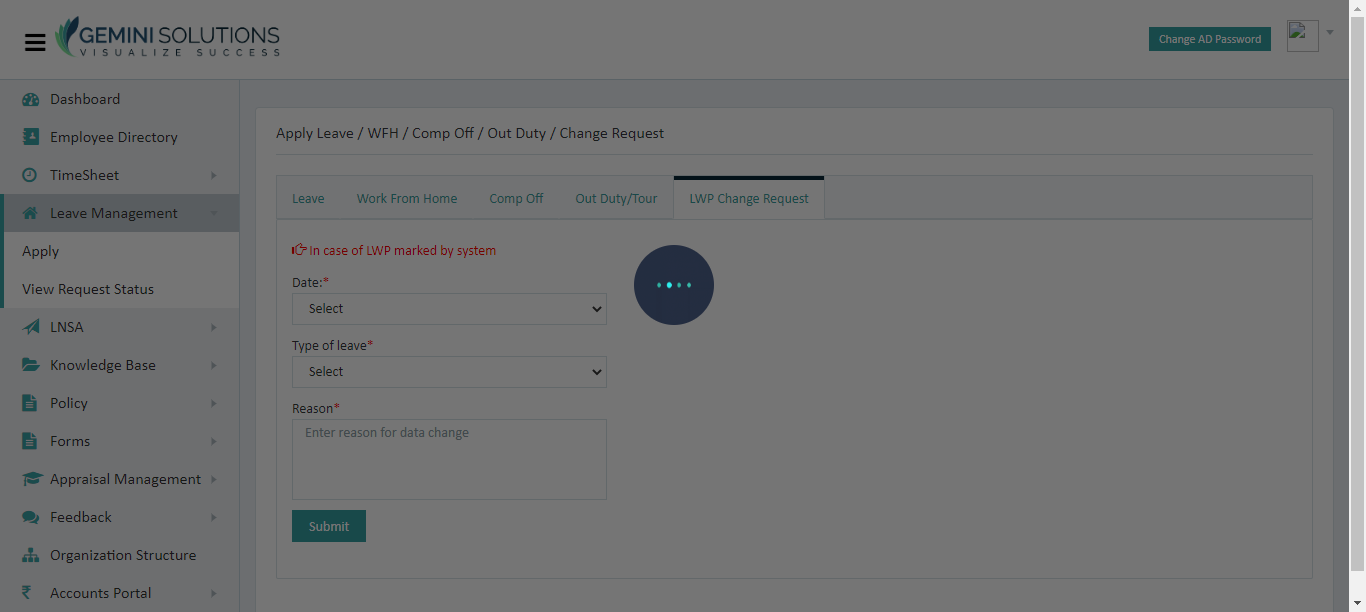 GEMINI SOLUTIONS
VISUALIZE SUCCESS
Change AD Password
Dashboard
Employee Directory
TimeSheet
Leave Management
Apply
View Request Status
LNSA
Knowledge Base
Policy
Forms
Appraisal Management
Feedback
Organization Structure
Accounts Portal
Apply Leave / WFH / Comp Off / Out Duty / Change Request
Leave Work From Home Comp Off Out Duty/Tour LWP Change Request
In case of LWP marked by system
Date:*
Select
Type of leave*
Select
Reason*
Enter reason for data change
Submit